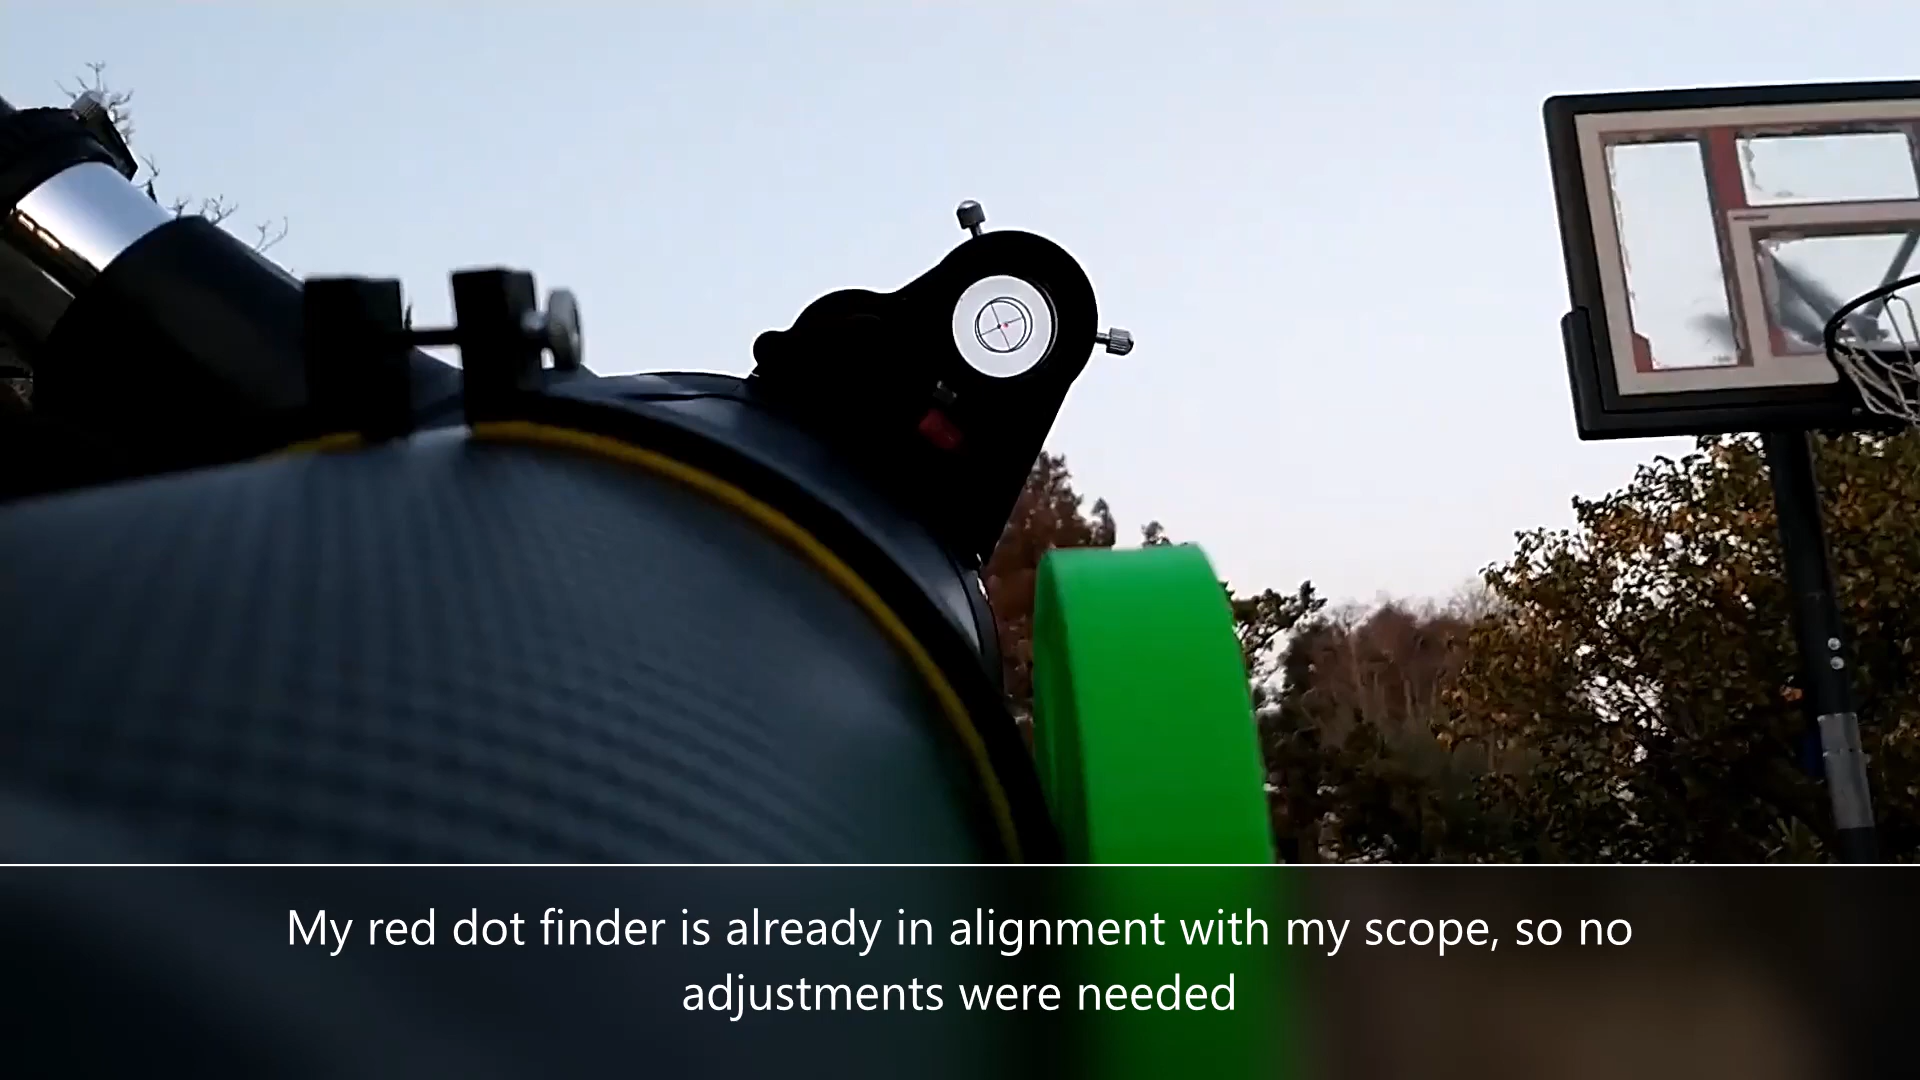 My red dot finder is already in alignment with my scope, so no
adjustments were needed